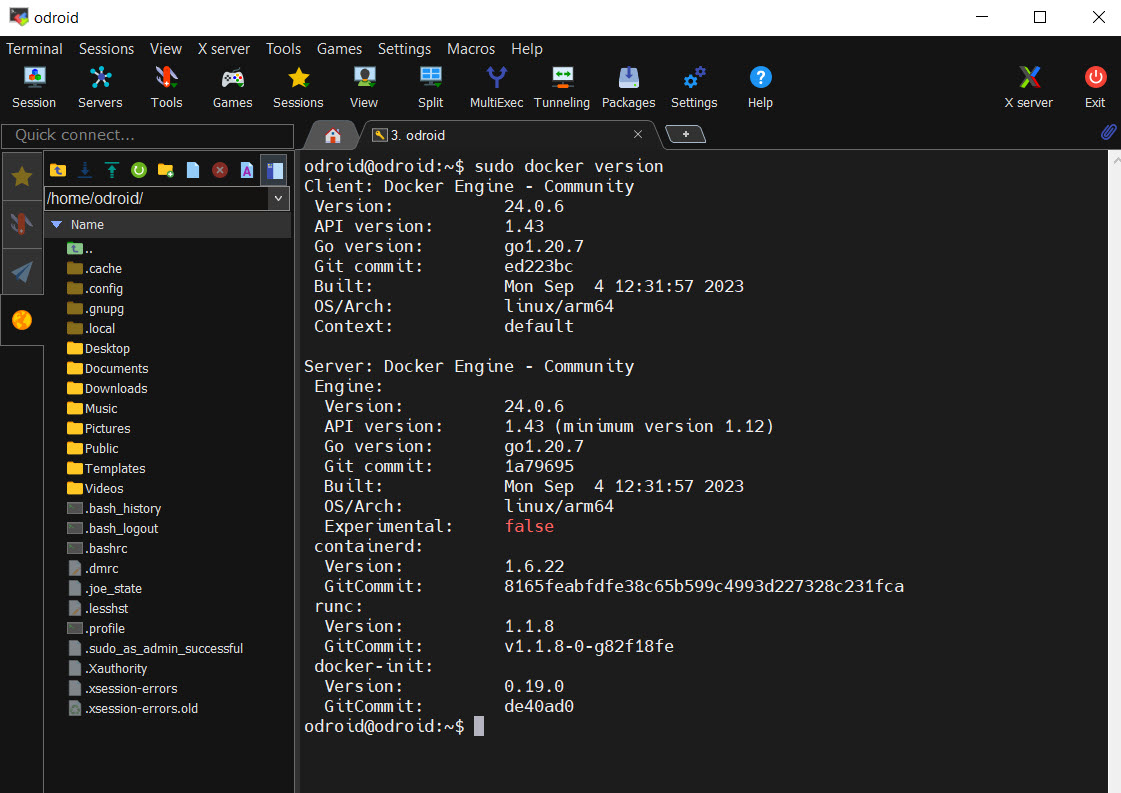 odroid
Terminal Sessions View X server Tools Games Settings Macros Help
Session Servers Tools Games Sessions View Split MultiExec Tunneling Packages Settings Help X server Exit
Quick connect...
3. odroid
/home/odroid/
Name
..
.cache
.config
.gnupg
.local
Desktop
Documents
Downloads
Music
Pictures
Public
Templates
Videos
.bash_history
.bash_logout
.bashrc
.dmrc
.joe_state
.lesshst
.profile
.sudo_as_admin_successful
.Xauthority
.xsession-errors
.xsession-errors.old
odroid@odroid:~$ sudo docker version
Client: Docker Engine - Community
 Version:           24.0.6
 API version:       1.43
 Go version:        go1.20.7
 Git commit:        ed223bc
 Built:             Mon Sep  4 12:31:57 2023
 OS/Arch:           linux/arm64
 Context:           default

Server: Docker Engine - Community
 Engine:
  Version:          24.0.6
  API version:      1.43 (minimum version 1.12)
  Go version:       go1.20.7
  Git commit:       1a79695
  Built:            Mon Sep  4 12:31:57 2023
  OS/Arch:          linux/arm64
  Experimental:     false
 containerd:
  Version:          1.6.22
  GitCommit:        8165feabfdfe38c65b599c4993d227328c231fca
 runc:
  Version:          1.1.8
  GitCommit:        v1.1.8-0-g82f18fe
 docker-init:
  Version:          0.19.0
  GitCommit:        de40ad0
odroid@odroid:~$